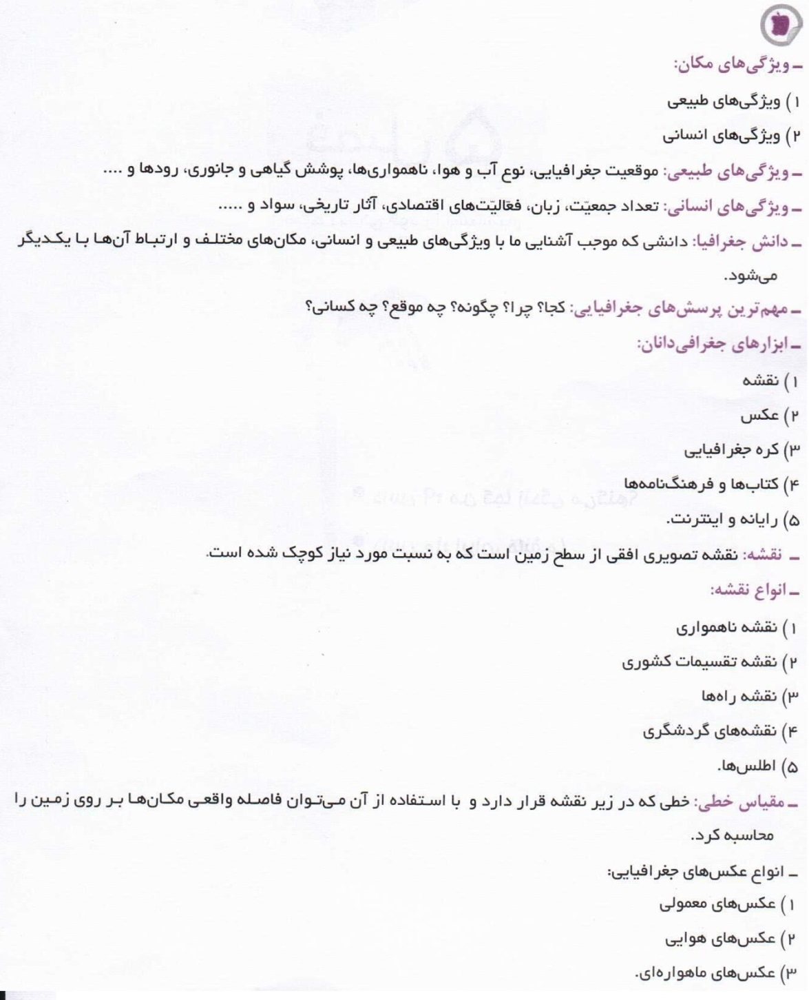 ـ ویژگی‌های مکان:
۱) ویژگی‌های طبیعی
۲) ویژگی‌های انسانی
ـ ویژگی‌های طبیعی: موقعیت جغرافیایی، نوع آب و هوا، ناهمواری‌ها، پوشش گیاهی و جانوری، رودها و ....
ـ ویژگی‌های انسانی: تعداد جمعیّت، زبان، فعّالیّت‌های اقتصادی، آثار تاریخی، سواد و .....
ـ دانش جغرافیا: دانشی که موجب آشنایی ما با ویژگی‌های طبیعی و انسانی، مکان‌های مختلف و ارتباط آن‌ها با یکدیگر
می‌شود.
ـ مهم‌ترین پرسش‌های جغرافیایی: کجا؟ چرا؟ چگونه؟ چه موقع؟ چه کسانی؟
ـ ابزارهای جغرافی‌دانان:
۱) نقشه
۲) عکس
۳) کره جغرافیایی
۴) کتاب‌ها و فرهنگ‌نامه‌ها
۵) رایانه و اینترنت.
ـ نقشه: نقشه تصویری افقی از سطح زمین است که به نسبت مورد نیاز کوچک شده است.
ـ انواع نقشه:
۱) نقشه ناهمواری
۲) نقشه تقسیمات کشوری
۳) نقشه راه‌ها
۴) نقشه‌های گردشگری
۵) اطلس‌ها.
ـ مقیاس خطی: خطی که در زیر نقشه قرار دارد و با استفاده از آن می‌توان فاصله واقعی مکان‌ها بر روی زمین را
محاسبه کرد.
ـ انواع عکس‌های جغرافیایی:
۱) عکس‌های معمولی
۲) عکس‌های هوایی
۳) عکس‌های ماهواره‌ای.